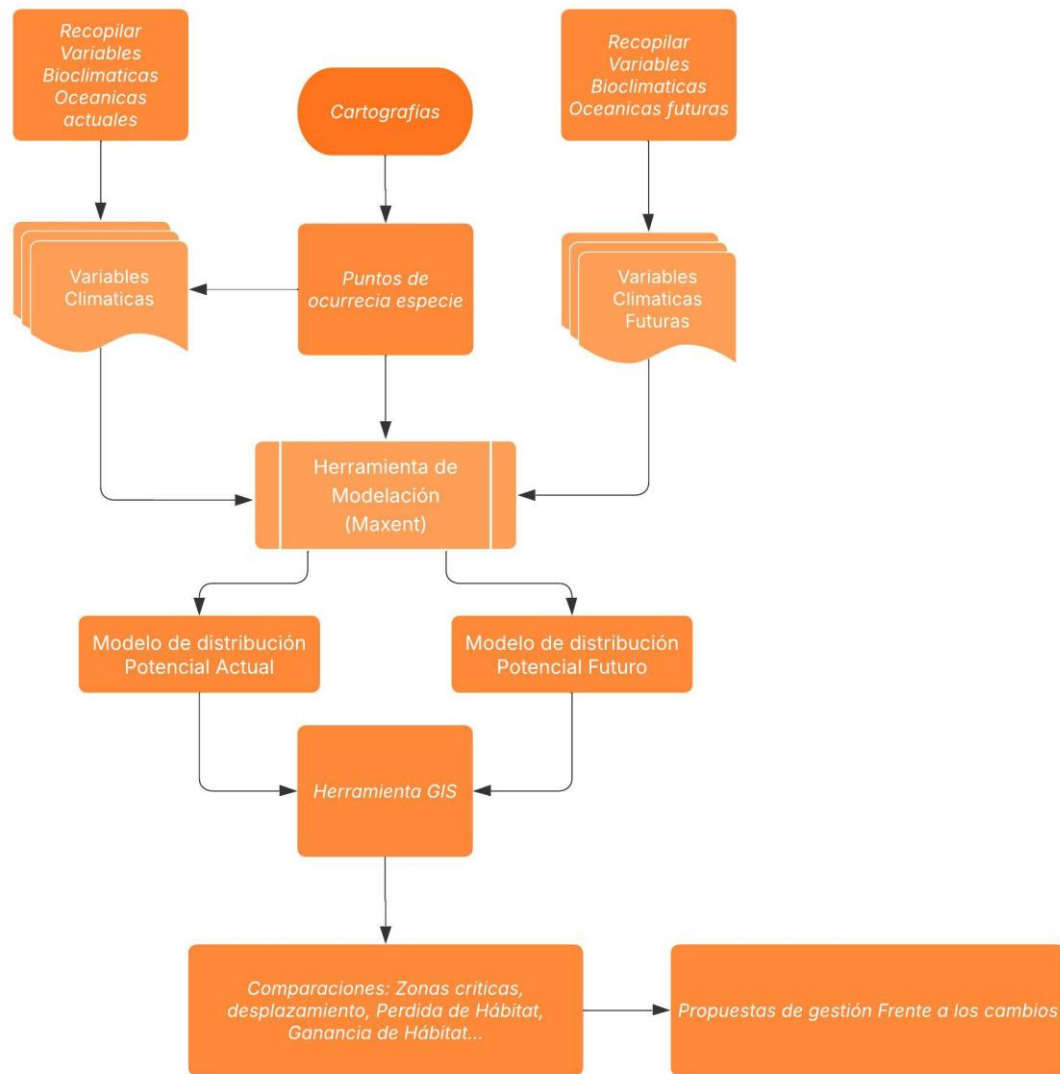 Recopilar
Variables
Bioclimaticas
Oceanicas
actuales
Cartografías
Recopilar
Variables
Bioclimaticas
Oceanicas futuras
Variables
Climaticas
Puntos de
ocurrecia especie
Variables
Climaticas
Futuras
Herramienta de
Modelación
(Maxent)
Modelo de distribución
Potencial Actual
Modelo de distribución
Potencial Futuro
Herramienta GIS
Comparaciones: Zonas criticas,
desplazamiento, Perdida de Hábitat,
Ganancia de Hábitat...
Propuestas de gestión Frente a los cambios